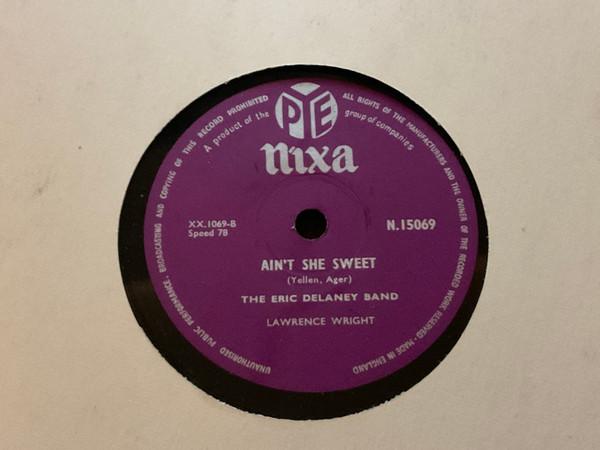 UNAUTHORISED PUBLIC PERFORMANCE, BROADCASTING AND COPYING OF THIS RECORD PROHIBITED
ALL RIGHTS OF THE MANUFACTURERS AND THE OWNER OF THE RECORDED WORK RESERVED · MADE IN ENGLAND
A product of the PYE group of companies
nixa
XX.1069-B
Speed 78
N.15069
AIN'T SHE SWEET
(Yellen, Ager)
THE ERIC DELANEY BAND
LAWRENCE WRIGHT